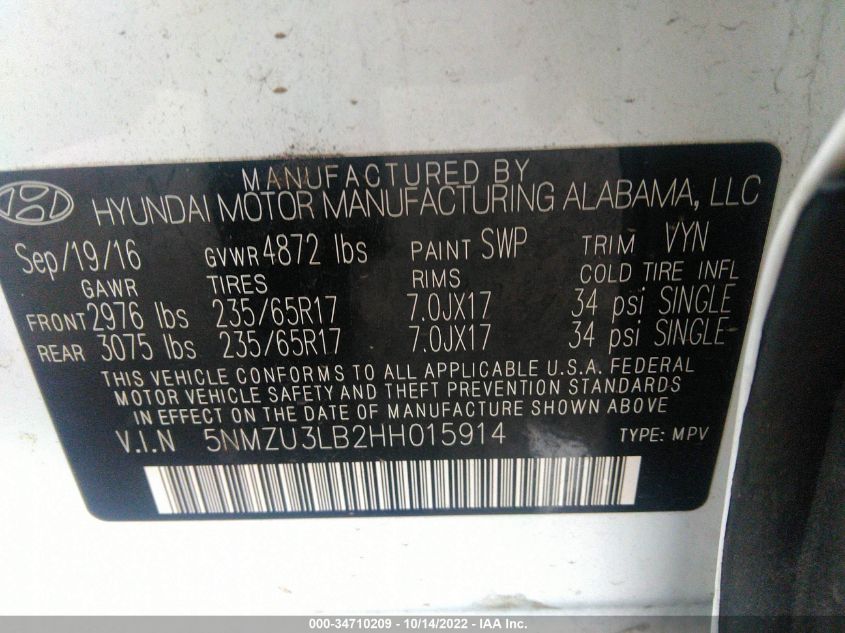 MANUFACTURED BY
HYUNDAI MOTOR MANUFACTURING ALABAMA, LLC
Sep/19/16 GVWR 4872 lbs PAINT SWP TRIM VYN
GAWR TIRES RIMS COLD TIRE INFL
FRONT 2976 lbs 235/65R17 7.0JX17 34 psi SINGLE
REAR 3075 lbs 235/65R17 7.0JX17 34 psi SINGLE
THIS VEHICLE CONFORMS TO ALL APPLICABLE U.S.A. FEDERAL
MOTOR VEHICLE SAFETY AND THEFT PREVENTION STANDARDS
IN EFFECT ON THE DATE OF MANUFACTURE SHOWN ABOVE
V.I.N 5NMZU3LB2HH015914 TYPE: MPV
000-34710209 - 10/14/2022 - IAA Inc.